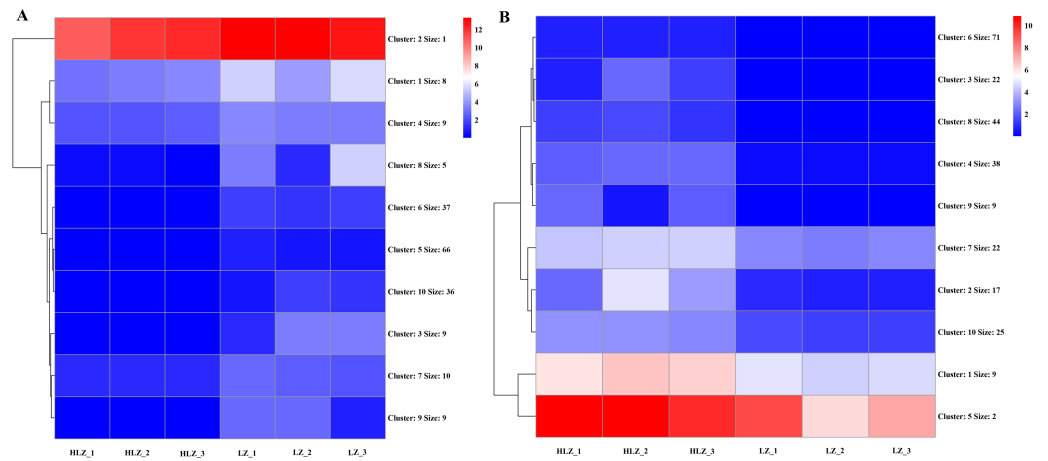 A
12
10
8
6
4
2
Cluster: 2 Size: 1
Cluster: 1 Size: 8
Cluster: 4 Size: 9
Cluster: 8 Size: 5
Cluster: 6 Size: 37
Cluster: 5 Size: 66
Cluster: 10 Size: 36
Cluster: 3 Size: 9
Cluster: 7 Size: 10
Cluster: 9 Size: 9
HLZ_1 HLZ_2 HLZ_3 LZ_1 LZ_2 LZ_3
B
10
8
6
4
2
Cluster: 6 Size: 71
Cluster: 3 Size: 22
Cluster: 8 Size: 44
Cluster: 4 Size: 38
Cluster: 9 Size: 9
Cluster: 7 Size: 22
Cluster: 2 Size: 17
Cluster: 10 Size: 25
Cluster: 1 Size: 9
Cluster: 5 Size: 2
HLZ_1 HLZ_2 HLZ_3 LZ_1 LZ_2 LZ_3